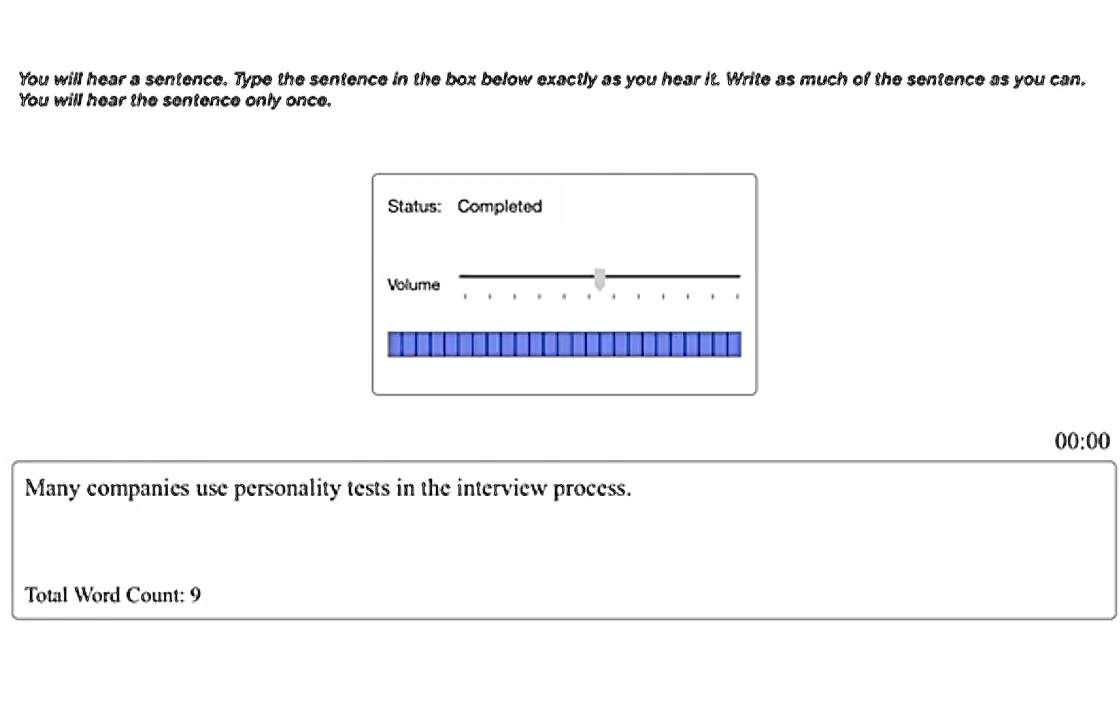 You will hear a sentence. Type the sentence in the box below exactly as you hear it. Write as much of the sentence as you can.
You will hear the sentence only once.
Status: Completed
Volume
00:00
Many companies use personality tests in the interview process.
Total Word Count: 9